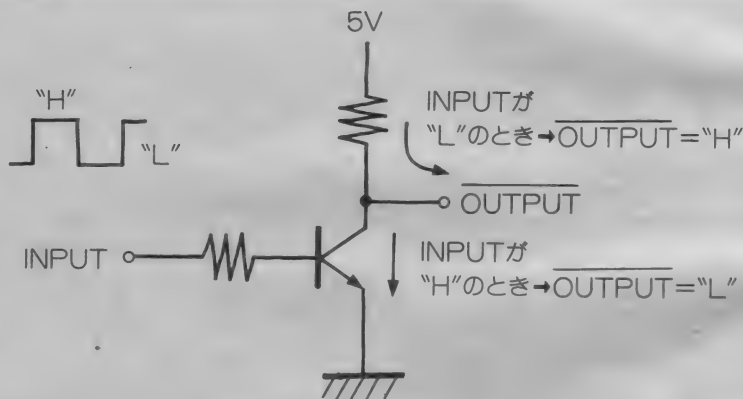 5V
"H"
"L"
INPUTが
"L"のとき→OUTPUT="H"
OUTPUT
INPUT
INPUTが
"H"のとき→OUTPUT="L"